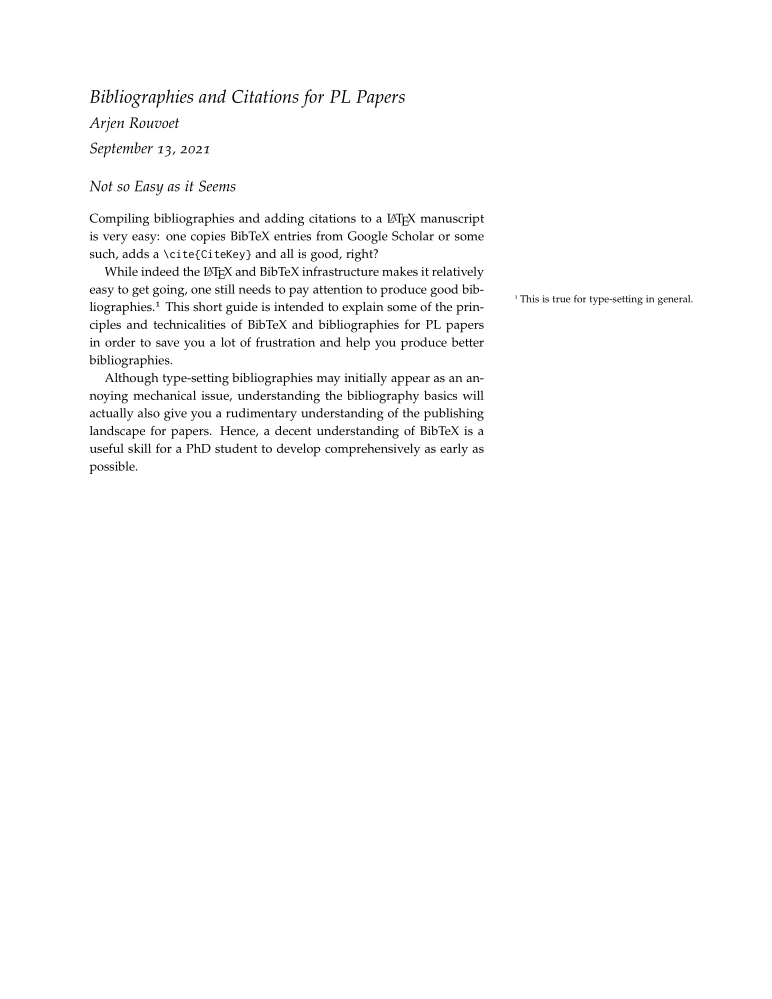 Bibliographies and Citations for PL Papers
Arjen Rouvoet
September 13, 2021
Not so Easy as it Seems
Compiling bibliographies and adding citations to a LATEX manuscript
is very easy: one copies BibTeX entries from Google Scholar or some
such, adds a \cite{CiteKey} and all is good, right?
While indeed the LATEX and BibTeX infrastructure makes it relatively
easy to get going, one still needs to pay attention to produce good bib-
liographies.¹ This short guide is intended to explain some of the prin-
ciples and technicalities of BibTeX and bibliographies for PL papers
in order to save you a lot of frustration and help you produce better
bibliographies.
Although type-setting bibliographies may initially appear as an an-
noying mechanical issue, understanding the bibliography basics will
actually also give you a rudimentary understanding of the publishing
landscape for papers. Hence, a decent understanding of BibTeX is a
useful skill for a PhD student to develop comprehensively as early as
possible.
¹ This is true for type-setting in general.